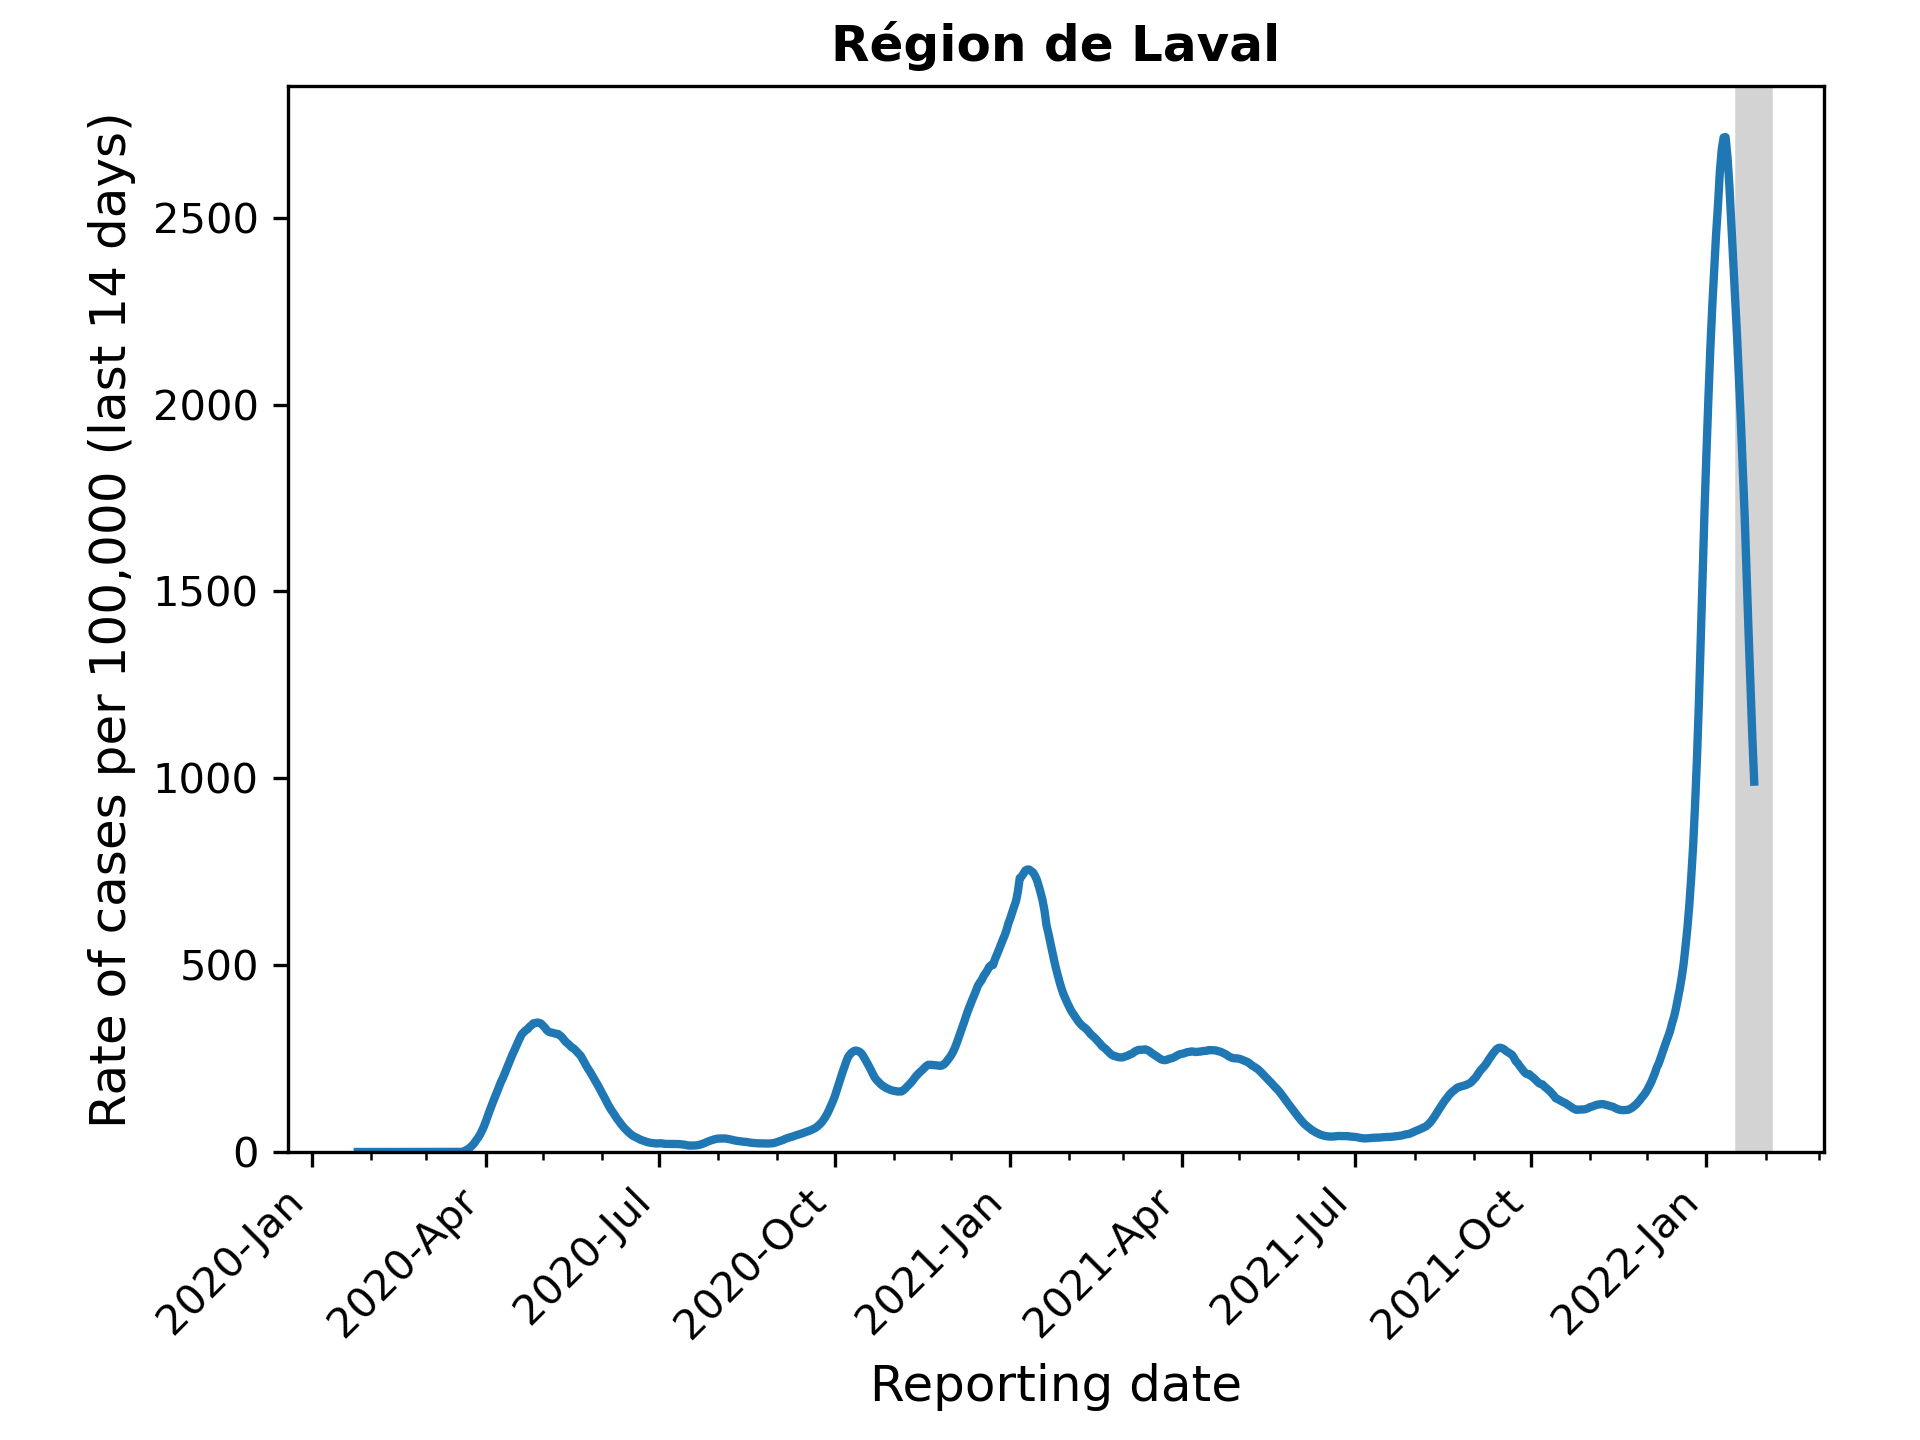 Région de Laval
Rate of cases per 100,000 (last 14 days)
2500
2000
1500
1000
500
0
2020-Jan
2020-Apr
2020-Jul
2020-Oct
2021-Jan
2021-Apr
2021-Jul
2021-Oct
2022-Jan
Reporting date